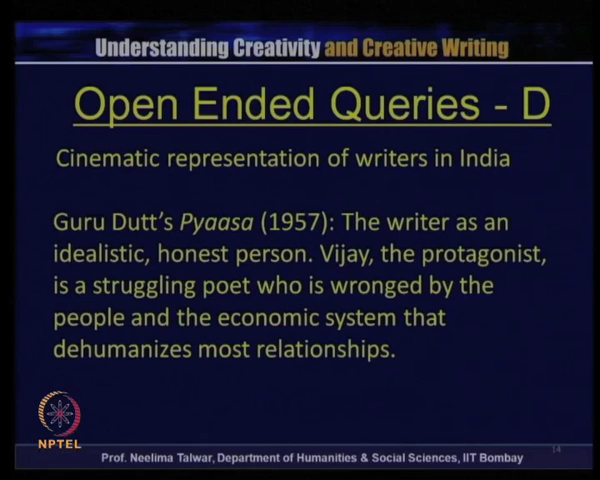 Understanding Creativity and Creative Writing
Open Ended Queries - D
Cinematic representation of writers in India
Guru Dutt's Pyaasa (1957): The writer as an
idealistic, honest person. Vijay, the protagonist,
is a struggling poet who is wronged by the
people and the economic system that
dehumanizes most relationships.
NPTEL
14
Prof. Neelima Talwar, Department of Humanities & Social Sciences, IIT Bombay